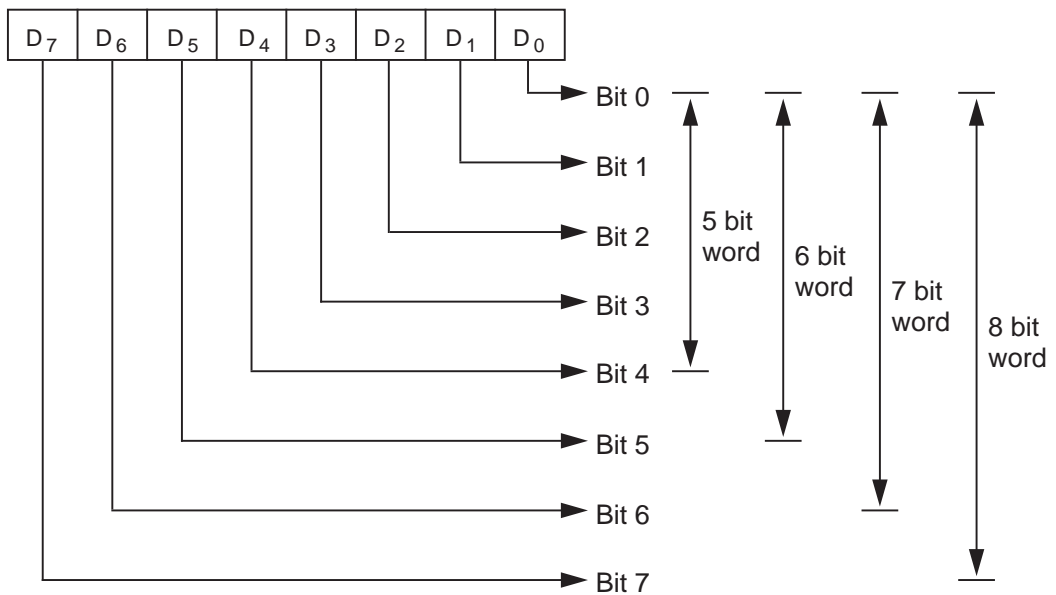 D7 D6 D5 D4 D3 D2 D1 D0
Bit 0
Bit 1
Bit 2
Bit 3
Bit 4
Bit 5
Bit 6
Bit 7
5 bit
word
6 bit
word
7 bit
word
8 bit
word